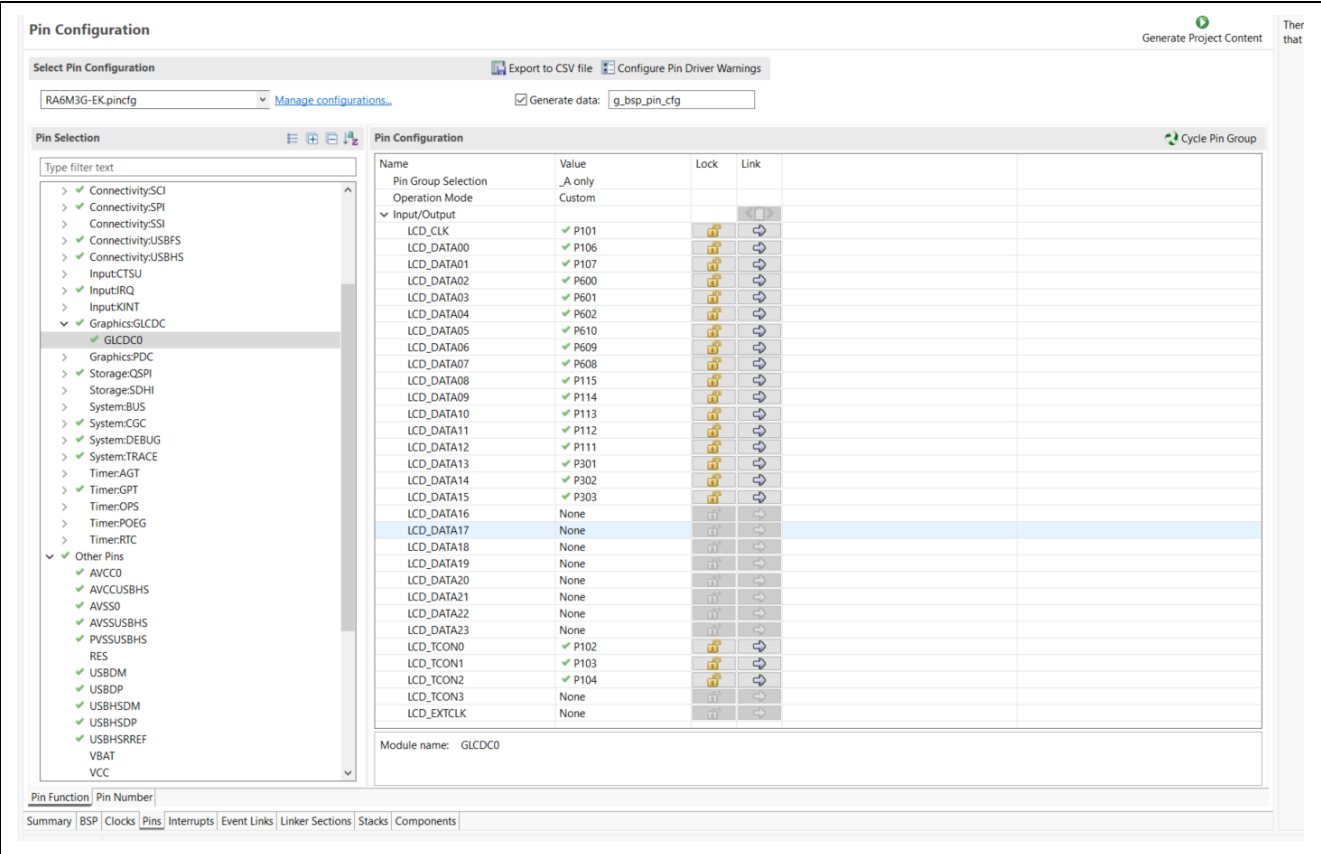 Pin Configuration
Generate Project Content
Ther
that
Select Pin Configuration
Export to CSV file
Configure Pin Driver Warnings
RA6M3G-EK.pincfg
Manage configurations...
Generate data:
g_bsp_pin_cfg
Pin Selection
Type filter text
Connectivity:SCI
Connectivity:SPI
Connectivity:SSI
Connectivity:USBFS
Connectivity:USBHS
Input:CTSU
Input:IRQ
Input:KINT
Graphics:GLCDC
GLCDC0
Graphics:PDC
Storage:QSPI
Storage:SDHI
System:BUS
System:CGC
System:DEBUG
System:TRACE
Timer:AGT
Timer:GPT
Timer:OPS
Timer:POEG
Timer:RTC
Other Pins
AVCC0
AVCCUSBHS
AVSS0
AVSSUSBHS
PVSSUSBHS
RES
USBDM
USBDP
USBHSDM
USBHSDP
USBHSRREF
VBAT
VCC
Pin Configuration
Cycle Pin Group
Name Value Lock Link
Pin Group Selection _A only
Operation Mode Custom
Input/Output
LCD_CLK P101
LCD_DATA00 P106
LCD_DATA01 P107
LCD_DATA02 P600
LCD_DATA03 P601
LCD_DATA04 P602
LCD_DATA05 P610
LCD_DATA06 P609
LCD_DATA07 P608
LCD_DATA08 P115
LCD_DATA09 P114
LCD_DATA10 P113
LCD_DATA11 P112
LCD_DATA12 P111
LCD_DATA13 P301
LCD_DATA14 P302
LCD_DATA15 P303
LCD_DATA16 None
LCD_DATA17 None
LCD_DATA18 None
LCD_DATA19 None
LCD_DATA20 None
LCD_DATA21 None
LCD_DATA22 None
LCD_DATA23 None
LCD_TCON0 P102
LCD_TCON1 P103
LCD_TCON2 P104
LCD_TCON3 None
LCD_EXTCLK None
Module name: GLCDC0
Pin Function Pin Number
Summary BSP Clocks Pins Interrupts Event Links Linker Sections Stacks Components